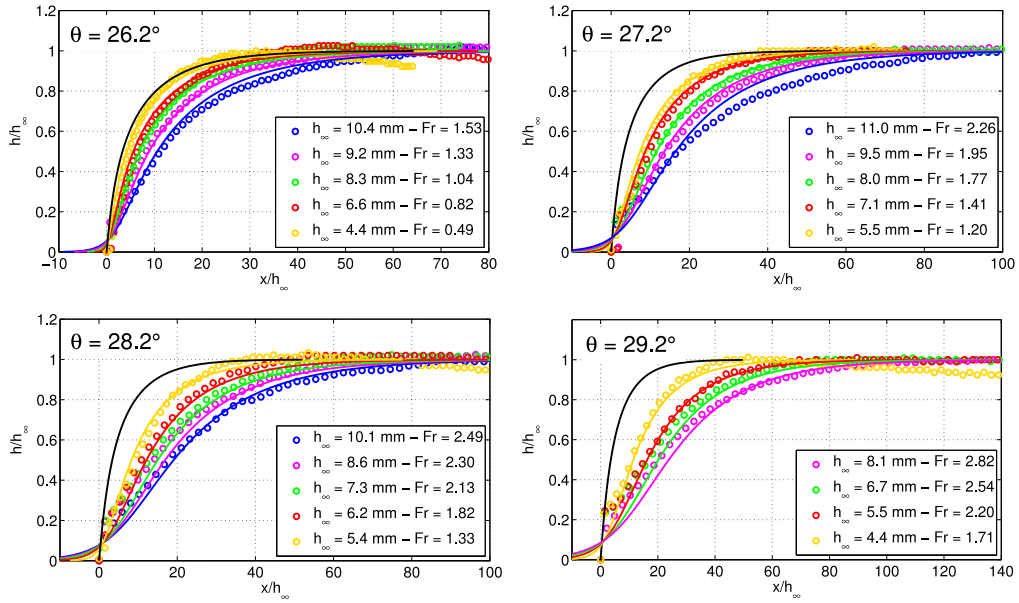 θ = 26.2°
1.2
1
0.8
0.6
0.4
0.2
0
h/h∞
−10 0 10 20 30 40 50 60 70 80
x/h∞
h∞ = 10.4 mm − Fr = 1.53
h∞ = 9.2 mm − Fr = 1.33
h∞ = 8.3 mm − Fr = 1.04
h∞ = 6.6 mm − Fr = 0.82
h∞ = 4.4 mm − Fr = 0.49
θ = 27.2°
1.2
1
0.8
0.6
0.4
0.2
0
h/h∞
0 20 40 60 80 100
x/h∞
h∞ = 11.0 mm − Fr = 2.26
h∞ = 9.5 mm − Fr = 1.95
h∞ = 8.0 mm − Fr = 1.77
h∞ = 7.1 mm − Fr = 1.41
h∞ = 5.5 mm − Fr = 1.20
θ = 28.2°
1.2
1
0.8
0.6
0.4
0.2
0
h/h∞
0 20 40 60 80 100
x/h∞
h∞ = 10.1 mm − Fr = 2.49
h∞ = 8.6 mm − Fr = 2.30
h∞ = 7.3 mm − Fr = 2.13
h∞ = 6.2 mm − Fr = 1.82
h∞ = 5.4 mm − Fr = 1.33
θ = 29.2°
1.2
1
0.8
0.6
0.4
0.2
0
h/h∞
0 20 40 60 80 100 120 140
x/h∞
h∞ = 8.1 mm − Fr = 2.82
h∞ = 6.7 mm − Fr = 2.54
h∞ = 5.5 mm − Fr = 2.20
h∞ = 4.4 mm − Fr = 1.71